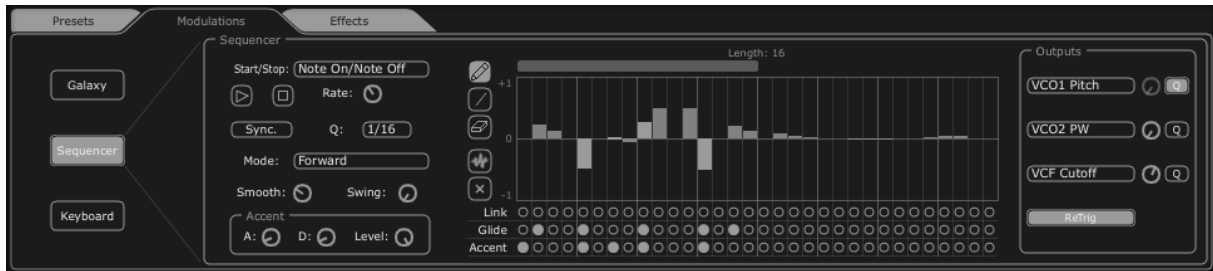 Presets Modulations Effects
Sequencer
Length: 16
Outputs
Start/Stop: Note On/Note Off
Galaxy
Rate:
+1
VCO1 Pitch Q
Sync. Q: 1/16
0
VCO2 PW Q
Sequencer
Mode: Forward
VCF Cutoff Q
Smooth: Swing:
-1
Keyboard
Accent
Link
ReTrig
A: D: Level:
Glide
Accent